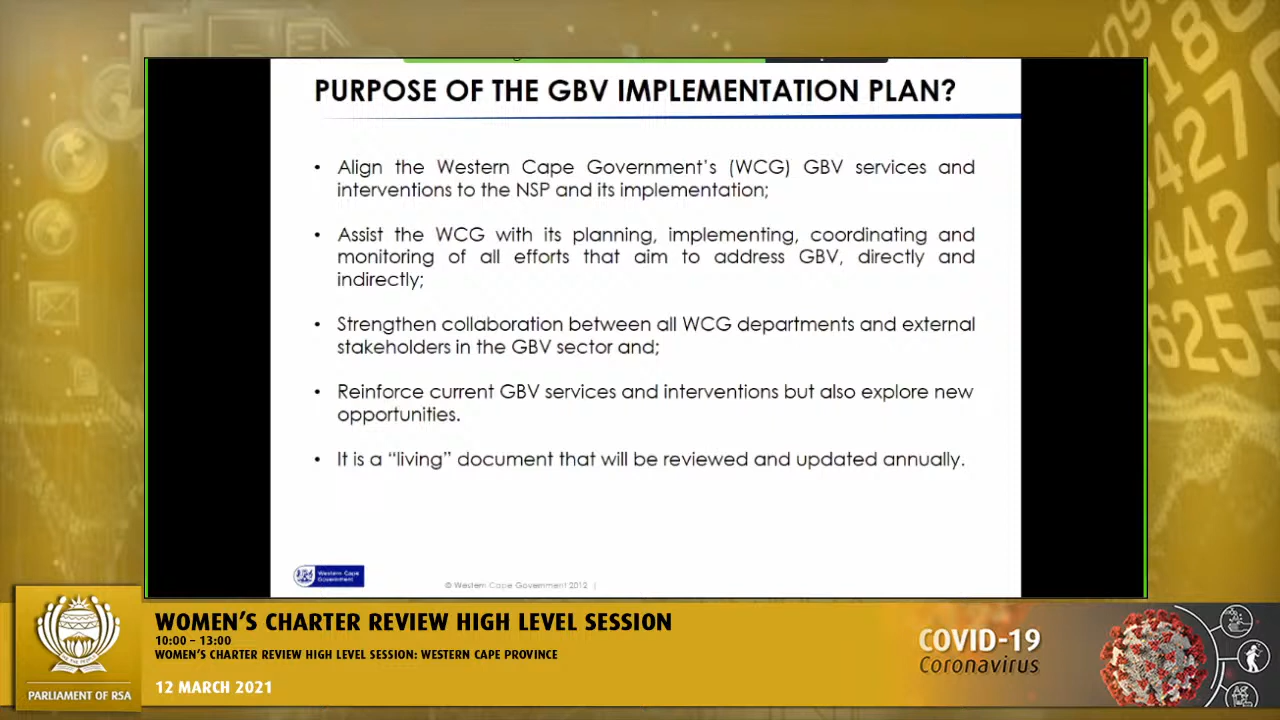 PURPOSE OF THE GBV IMPLEMENTATION PLAN?
• Align the Western Cape Government's (WCG) GBV services and
interventions to the NSP and its implementation;
• Assist the WCG with its planning, implementing, coordinating and
monitoring of all efforts that aim to address GBV, directly and
indirectly;
• Strengthen collaboration between all WCG departments and external
stakeholders in the GBV sector and;
• Reinforce current GBV services and interventions but also explore new
opportunities.
• It is a “living” document that will be reviewed and updated annually.
Western Cape
Government
© Western Cape Government 2012 |
WOMEN'S CHARTER REVIEW HIGH LEVEL SESSION
10:00 – 13:00
WOMEN'S CHARTER REVIEW HIGH LEVEL SESSION: WESTERN CAPE PROVINCE
12 MARCH 2021
PARLIAMENT OF RSA
COVID-19
Coronavirus